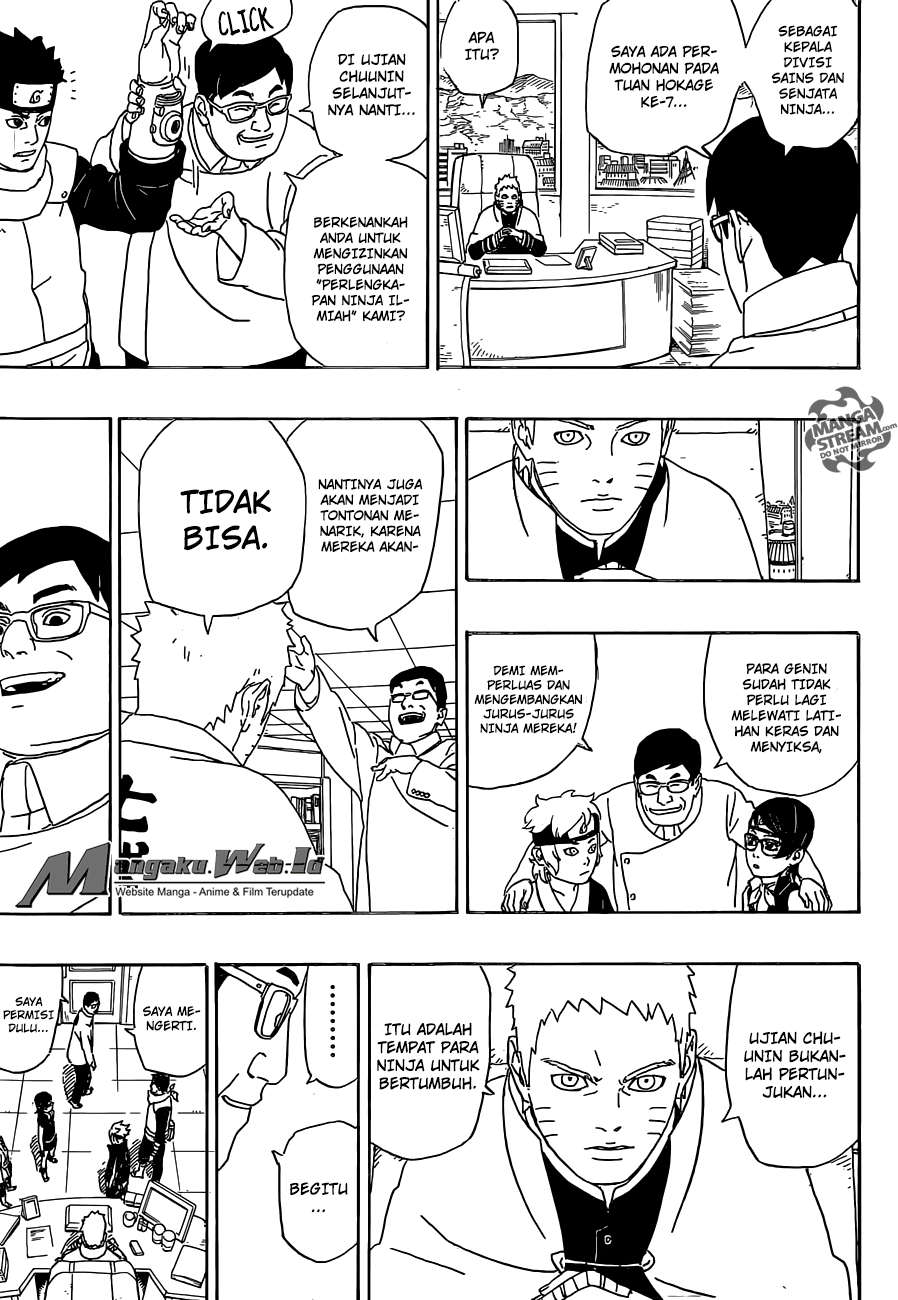 SEBAGAI
KEPALA
DIVISI
SAINS DAN
SENJATA
NINJA...
SAYA ADA PER-
MOHONAN PADA
TUAN HOKAGE
KE-7...
APA
ITU?
CLICK
DI UJIAN
CHUUNIN
SELANJUT-
NYA NANTI...
BERKENANKAH
ANDA UNTUK
MENGIZINKAN
PENGGUNAAN
"PERLENGKA-
PAN NINJA IL-
MIAH" KAMI?
MANGA
STREAM.com
DO NOT MIRROR
PARA GENIN
SUDAH TIDAK
PERLU LAGI
MELEWATI LATI-
HAN KERAS DAN
MENYIKSA,
DEMI MEM-
PERLUAS DAN
MENGEMBANGKAN
JURUS-JURUS
NINJA MEREKA!
NANTINYA JUGA
AKAN MENJADI
TONTONAN ME-
NARIK, KARENA
MEREKA AKAN-
TIDAK
BISA.
Mangaku.Web.Id
Website Manga - Anime & Film Terupdate
UJIAN CHU-
UNIN BUKAN-
LAH PERTUN-
JUKAN...
ITU ADALAH
TEMPAT PARA
NINJA UNTUK
BERTUMBUH.
.........
BEGITU
...
SAYA ME-
NGERTI.
SAYA
PERMISI
DULU...